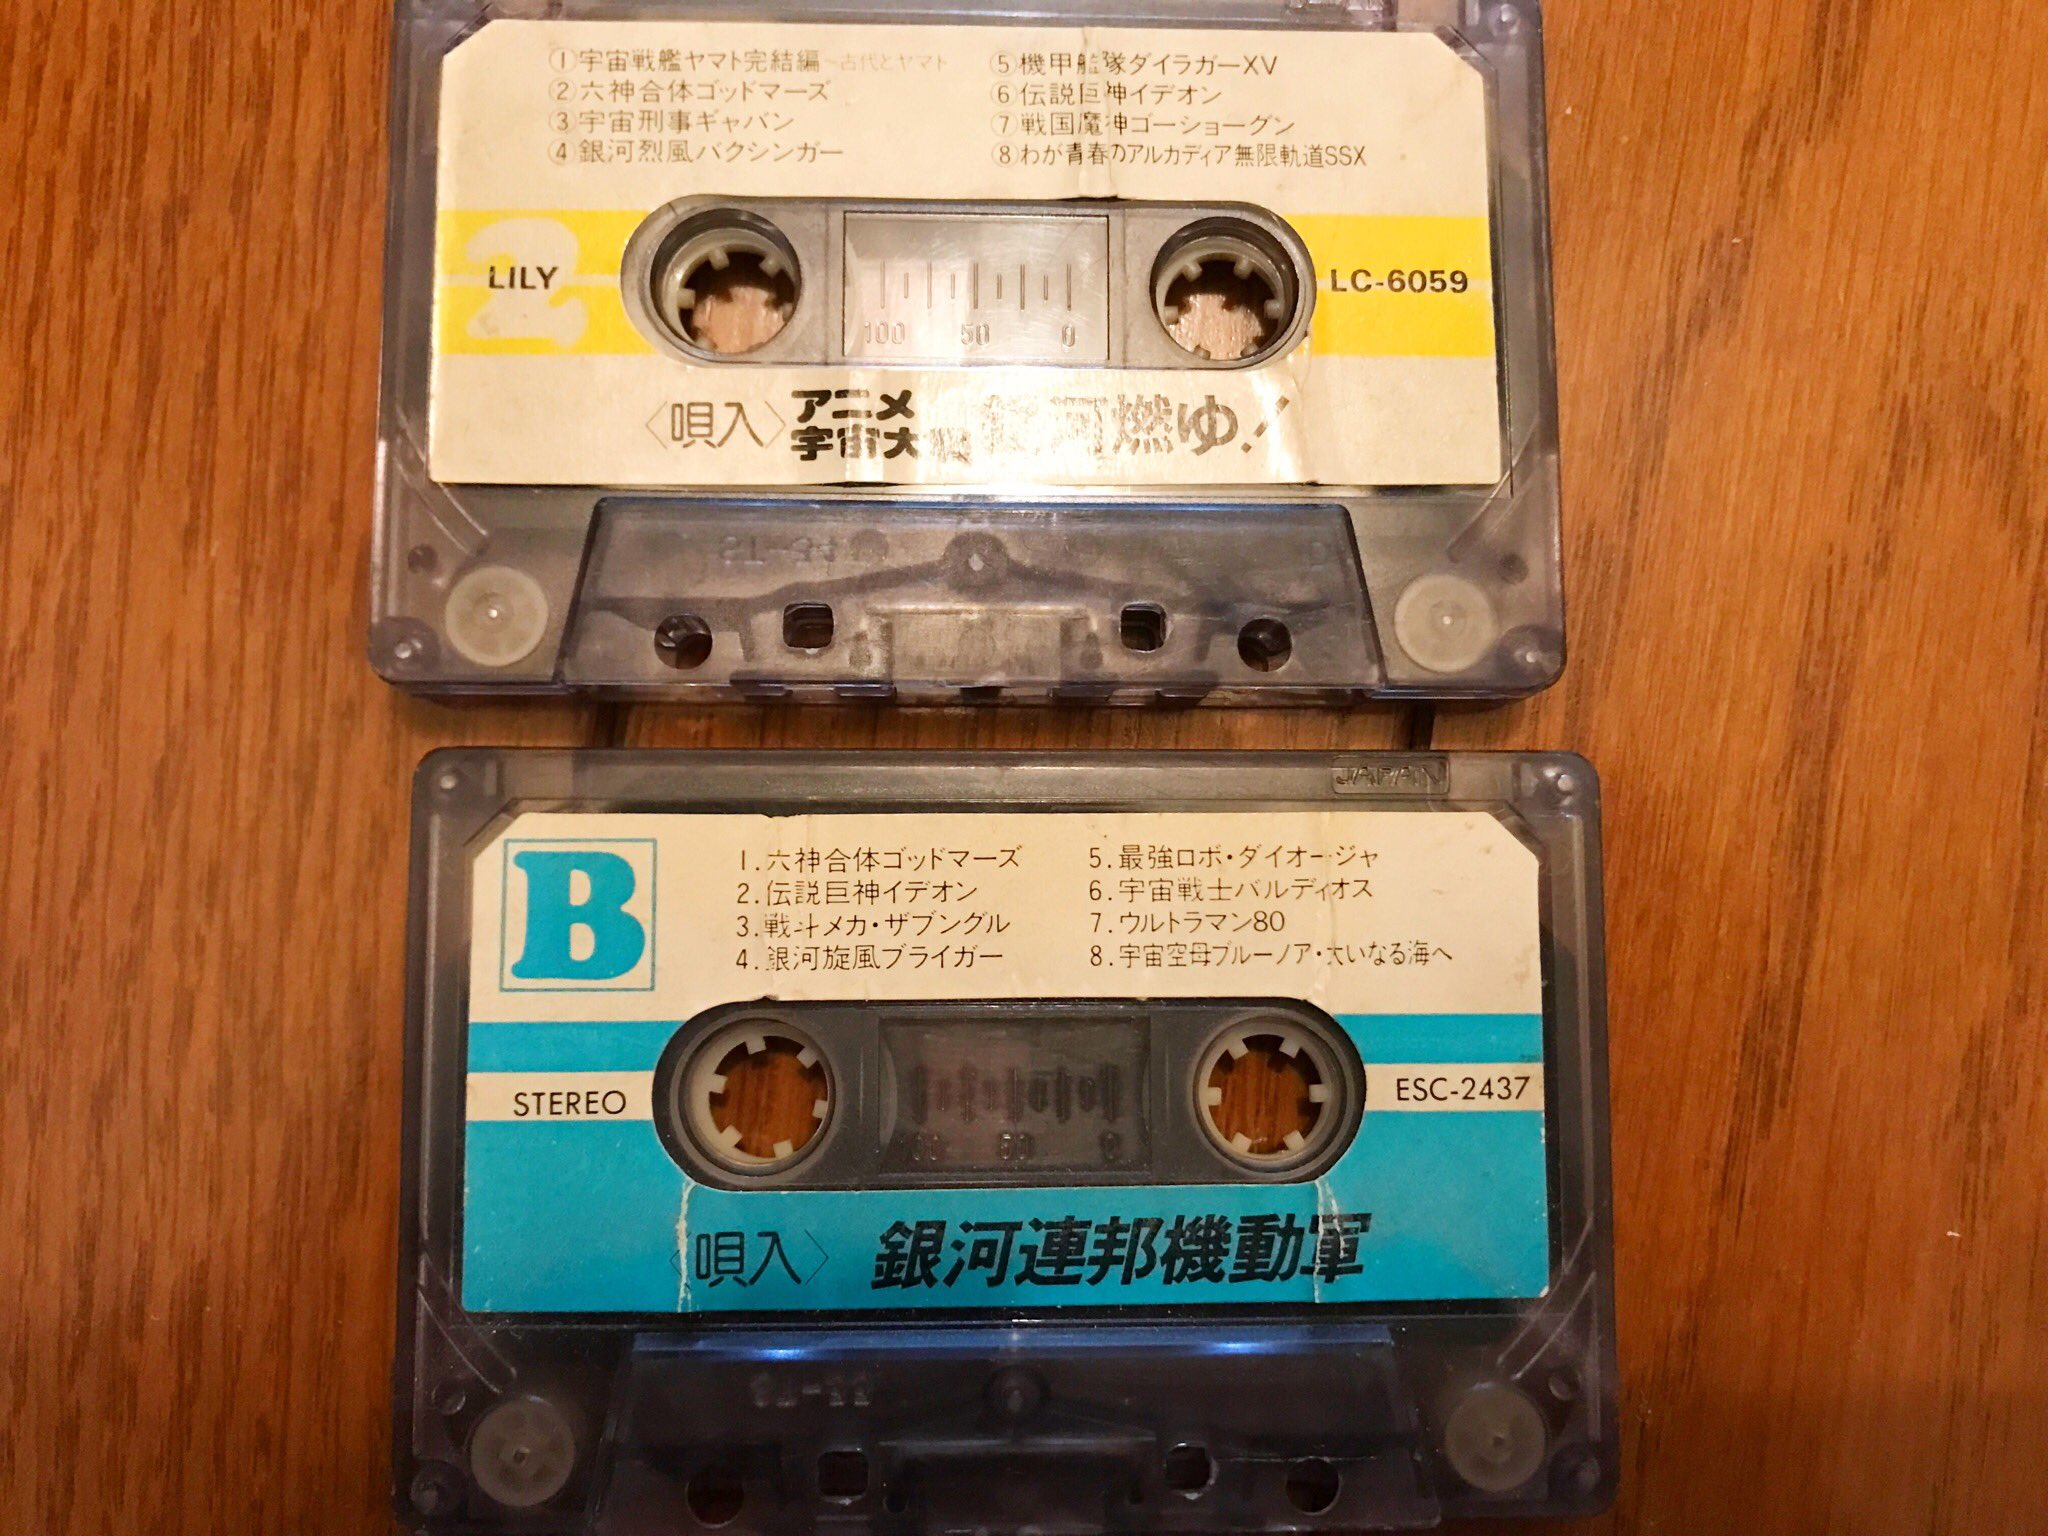 ①宇宙戦艦ヤマト完結編~古代とヤマト
②六神合体ゴッドマーズ
③宇宙刑事ギャバン
④銀河烈風バクシンガー
⑤機甲艦隊ダイラガーXV
⑥伝説巨神イデオン
⑦戦国魔神ゴーショーグン
⑧わが青春のアルカディア無限軌道SSX
2
LILY
LC-6059
100 50 0
〈唄入〉アニメ
宇宙大
燃ゆ!
JAPAN
B
1.六神合体ゴッドマーズ
2.伝説巨神イデオン
3.戦斗メカ・ザブングル
4.銀河旋風ブライガー
5.最強ロボ・ダイオージャ
6.宇宙戦士バルディオス
7.ウルトラマン80
8.宇宙空母ブルーノア・大いなる海へ
STEREO
ESC-2437
100 50 0
〈唄入〉 銀河連邦機動軍